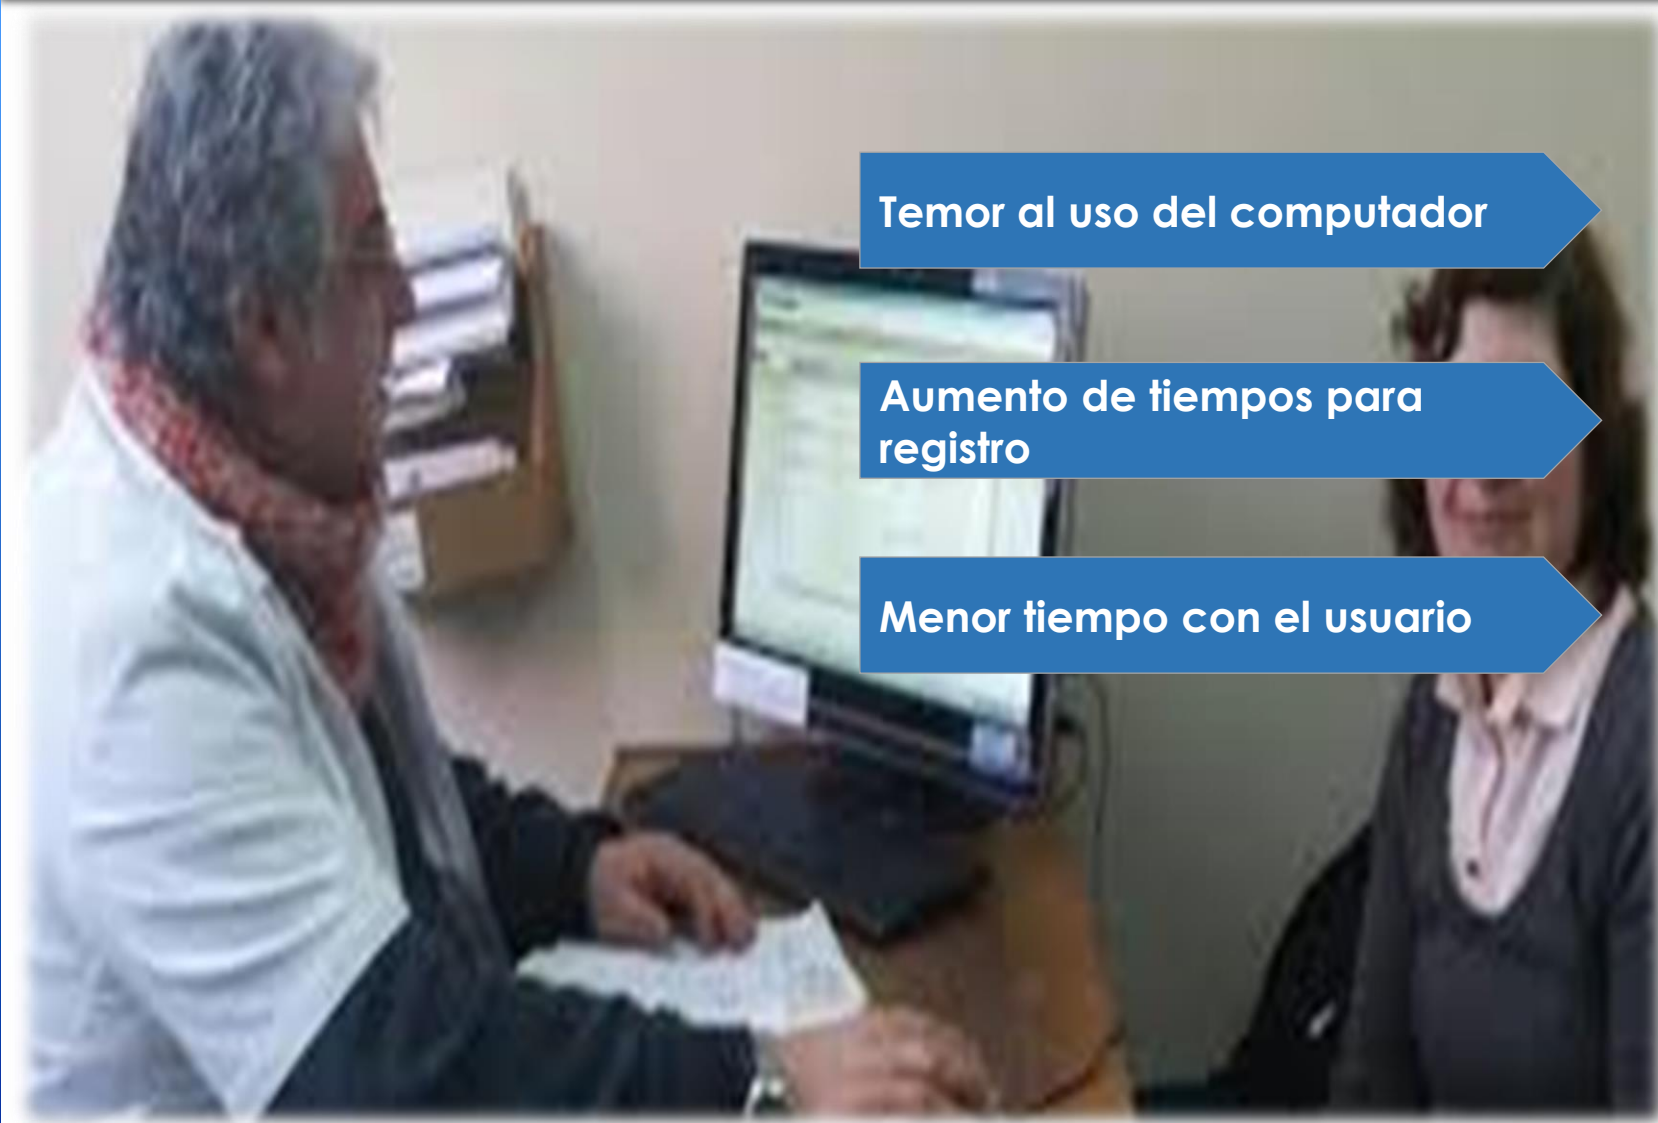 Temor al uso del computador
Aumento de tiempos para
registro
Menor tiempo con el usuario